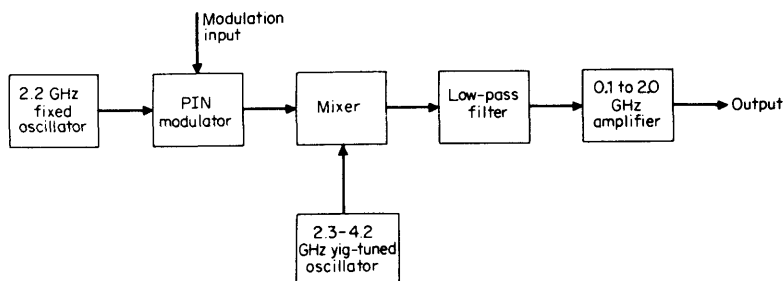 Modulation
input
2.2 GHz
fixed
oscillator
PIN
modulator
Mixer
Low-pass
filter
0.1 to 2.0
GHz
amplifier
Output
2.3-4.2
GHz yig-tuned
oscillator